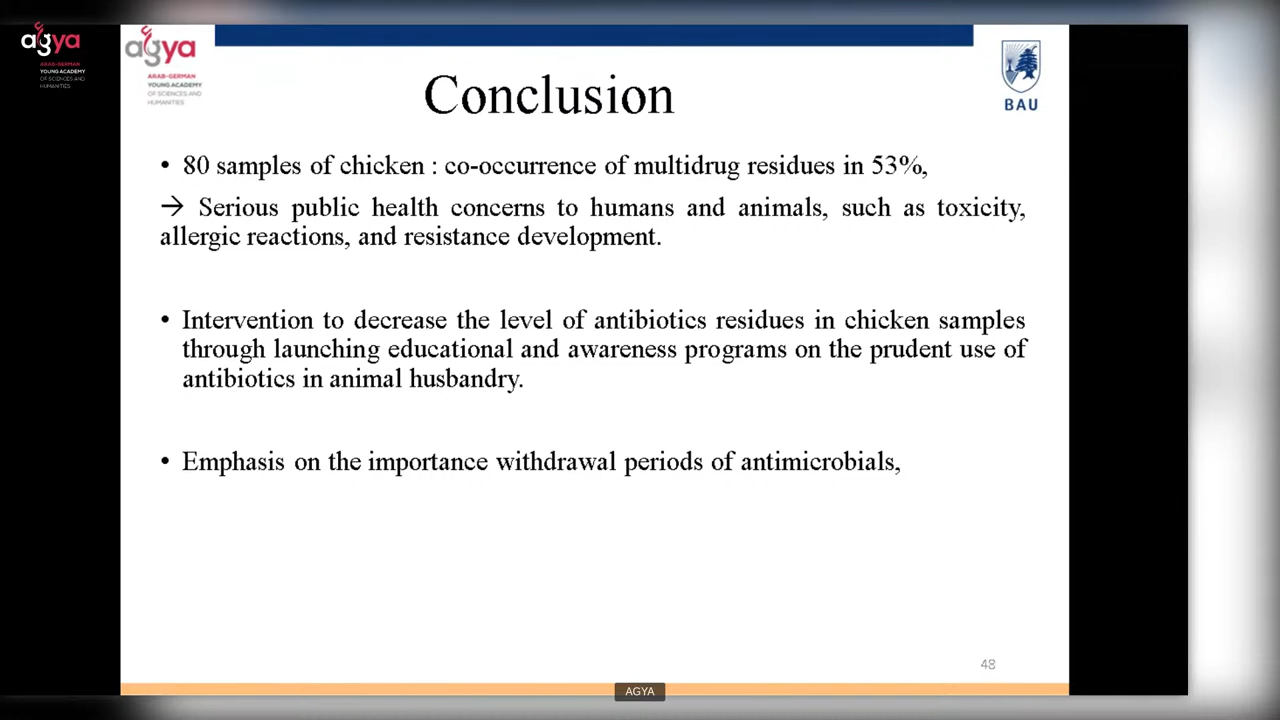 agya
ARAB-GERMAN
YOUNG ACADEMY
OF SCIENCES AND
HUMANITIES
agya
ARAB-GERMAN
YOUNG ACADEMY
OF SCIENCES AND
HUMANITIES
BAU
Conclusion
• 80 samples of chicken : co-occurrence of multidrug residues in 53%,
→ Serious public health concerns to humans and animals, such as toxicity,
allergic reactions, and resistance development.
• Intervention to decrease the level of antibiotics residues in chicken samples
through launching educational and awareness programs on the prudent use of
antibiotics in animal husbandry.
• Emphasis on the importance withdrawal periods of antimicrobials,
48
AGYA